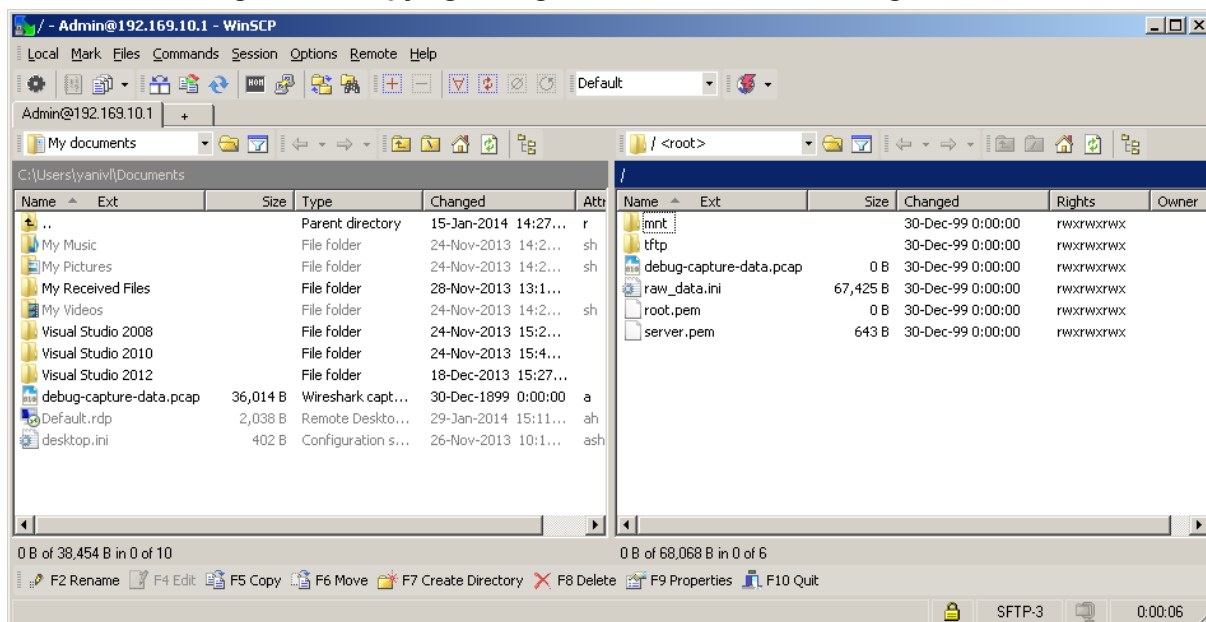 / - Admin@192.169.10.1 - WinSCP
Local Mark Files Commands Session Options Remote Help
Default
Admin@192.169.10.1 +
My documents / <root>
C:\Users\yanivl\Documents /
Name Ext Size Type Changed Attr Name Ext Size Changed Rights Owner
.. Parent directory 15-Jan-2014 14:27... r mnt 30-Dec-99 0:00:00 rwxrwxrwx
My Music File folder 24-Nov-2013 14:2... sh tftp 30-Dec-99 0:00:00 rwxrwxrwx
My Pictures File folder 24-Nov-2013 14:2... sh debug-capture-data.pcap 0 B 30-Dec-99 0:00:00 rwxrwxrwx
My Received Files File folder 28-Nov-2013 13:1... raw_data.ini 67,425 B 30-Dec-99 0:00:00 rwxrwxrwx
My Videos File folder 24-Nov-2013 14:2... sh root.pem 0 B 30-Dec-99 0:00:00 rwxrwxrwx
Visual Studio 2008 File folder 24-Nov-2013 15:2... server.pem 643 B 30-Dec-99 0:00:00 rwxrwxrwx
Visual Studio 2010 File folder 24-Nov-2013 15:4...
Visual Studio 2012 File folder 18-Dec-2013 15:27...
debug-capture-data.pcap 36,014 B Wireshark capt... 30-Dec-1899 0:00:00 a
Default.rdp 2,038 B Remote Deskto... 29-Jan-2014 15:11... ah
desktop.ini 402 B Configuration s... 26-Nov-2013 10:1... ash
0 B of 38,454 B in 0 of 10 0 B of 68,068 B in 0 of 6
F2 Rename F4 Edit F5 Copy F6 Move F7 Create Directory F8 Delete F9 Properties F10 Quit
SFTP-3 0:00:06